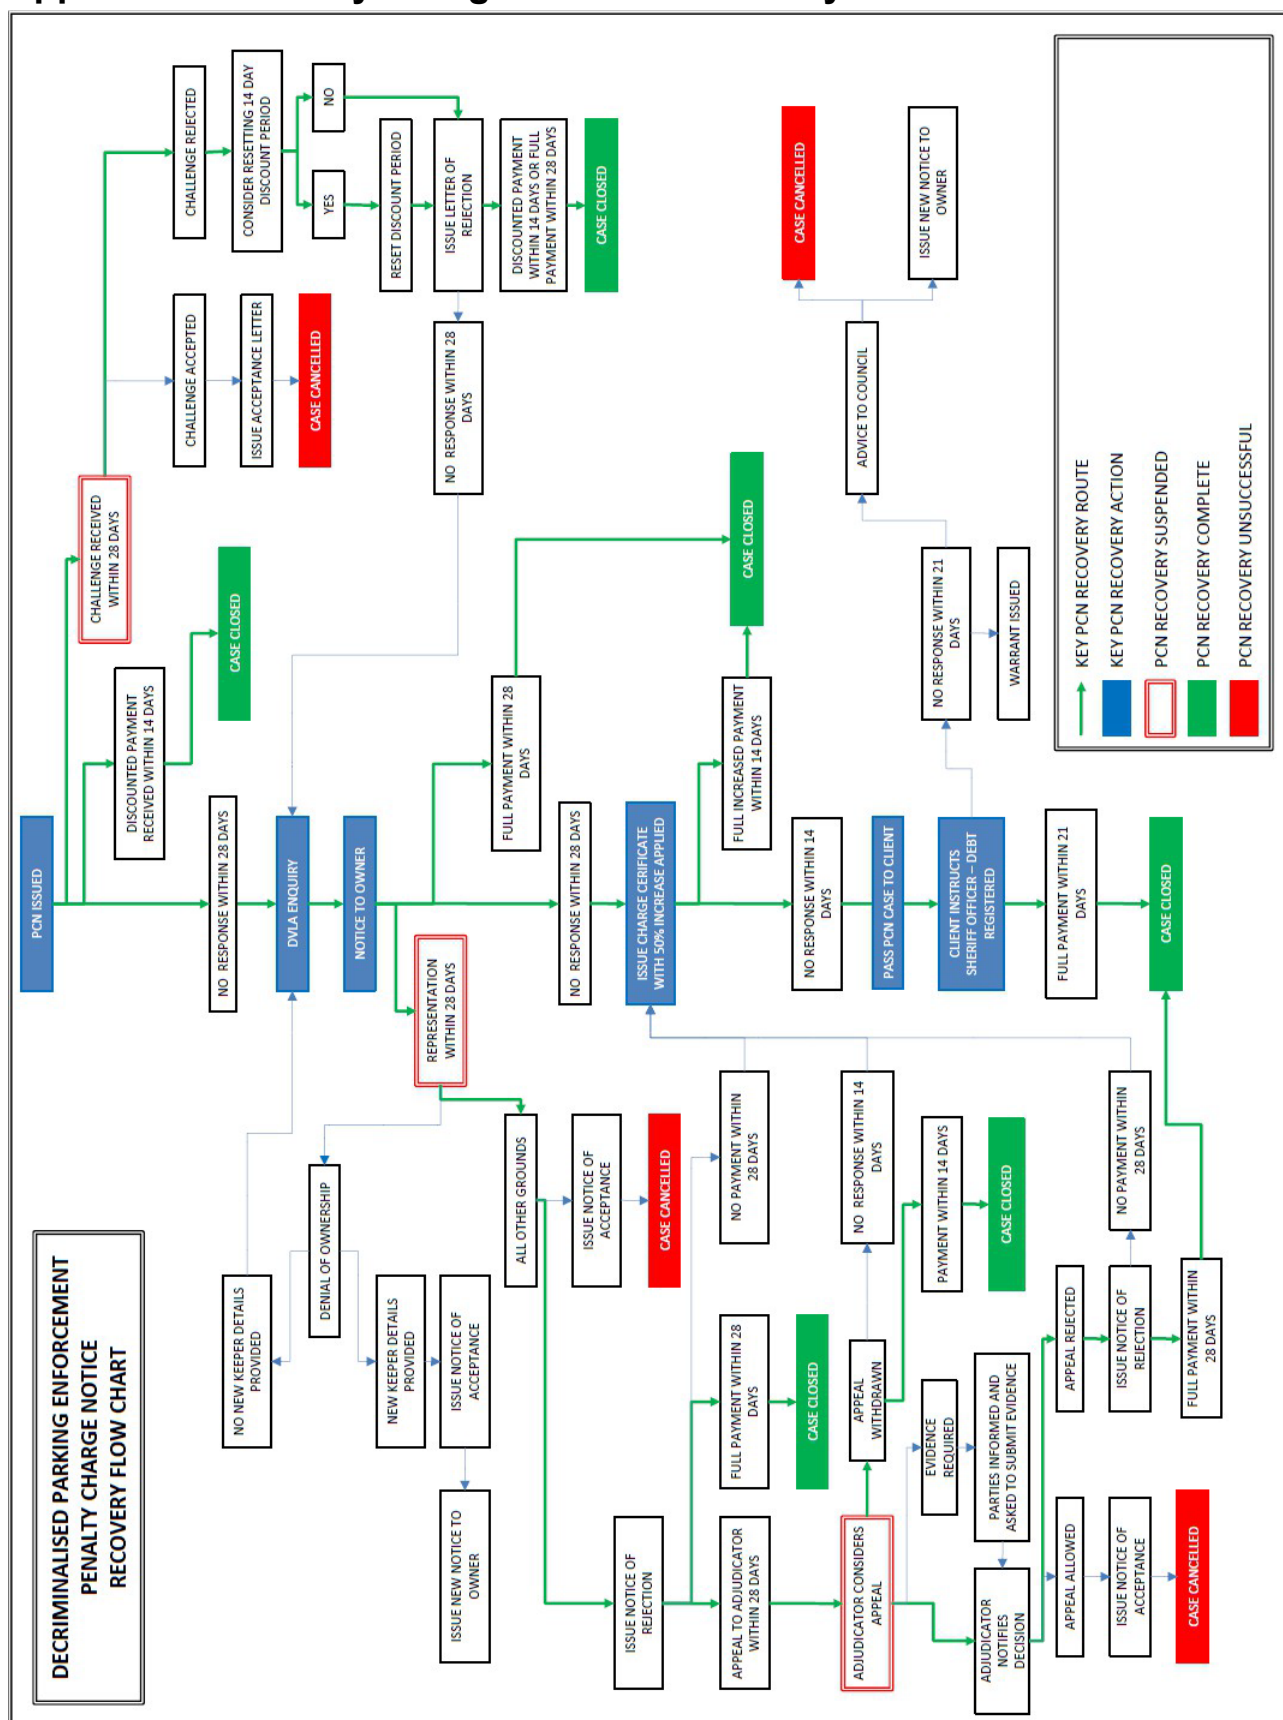 DECRIMINALISED PARKING ENFORCEMENT
PENALTY CHARGE NOTICE
RECOVERY FLOW CHART
PCN ISSUED
CHALLENGE RECEIVED
WITHIN 28 DAYS
DISCOUNTED PAYMENT
RECEIVED WITHIN 14 DAYS
CASE CLOSED
CHALLENGE ACCEPTED
ISSUE ACCEPTANCE LETTER
CASE CANCELLED
CHALLENGE REJECTED
CONSIDER RESETTING 14 DAY
DISCOUNT PERIOD
YES
NO
RESET DISCOUNT PERIOD
ISSUE LETTER OF
REJECTION
DISCOUNTED PAYMENT
WITHIN 14 DAYS OR FULL
PAYMENT WITHIN 28 DAYS
CASE CLOSED
NO RESPONSE WITHIN 28
DAYS
NO RESPONSE WITHIN 28 DAYS
DVLA ENQUIRY
NOTICE TO OWNER
NO NEW KEEPER DETAILS
PROVIDED
DENIAL OF OWNERSHIP
NEW KEEPER DETAILS
PROVIDED
ISSUE NOTICE OF
ACCEPTANCE
ISSUE NEW NOTICE TO
OWNER
REPRESENTATION
WITHIN 28 DAYS
ALL OTHER GROUNDS
ISSUE NOTICE OF
ACCEPTANCE
CASE CANCELLED
FULL PAYMENT WITHIN 28
DAYS
NO RESPONSE WITHIN 28 DAYS
ISSUE CHARGE CERIFICATE
WITH 50% INCREASE APPLIED
FULL INCREASED PAYMENT
WITHIN 14 DAYS
CASE CLOSED
ISSUE NOTICE OF
REJECTION
APPEAL TO ADJUDICATOR
WITHIN 28 DAYS
FULL PAYMENT WITHIN 28
DAYS
CASE CLOSED
NO PAYMENT WITHIN
28 DAYS
ADJUDICATOR CONSIDERS
APPEAL
APPEAL
WITHDRAWN
NO RESPONSE WITHIN 14
DAYS
PAYMENT WITHIN 14 DAYS
CASE CLOSED
EVIDENCE
REQUIRED
PARTIES INFORMED AND
ASKED TO SUBMIT EVIDENCE
ADJUDICATOR
NOTIFIES
DECISION
APPEAL ALLOWED
ISSUE NOTICE OF
ACCEPTANCE
CASE CANCELLED
APPEAL REJECTED
ISSUE NOTICE OF
REJECTION
NO PAYMENT WITHIN
28 DAYS
FULL PAYMENT WITHIN
28 DAYS
NO RESPONSE WITHIN 14
DAYS
PASS PCN CASE TO CLIENT
CLIENT INSTRUCTS
SHERIFF OFFICER – DEBT
REGISTERED
FULL PAYMENT WITHIN 21
DAYS
CASE CLOSED
NO RESPONSE WITHIN 21
DAYS
WARRANT ISSUED
ADVICE TO COUNCIL
CASE CANCELLED
ISSUE NEW NOTICE TO
OWNER
KEY PCN RECOVERY ROUTE
KEY PCN RECOVERY ACTION
PCN RECOVERY SUSPENDED
PCN RECOVERY COMPLETE
PCN RECOVERY UNSUCCESSFUL